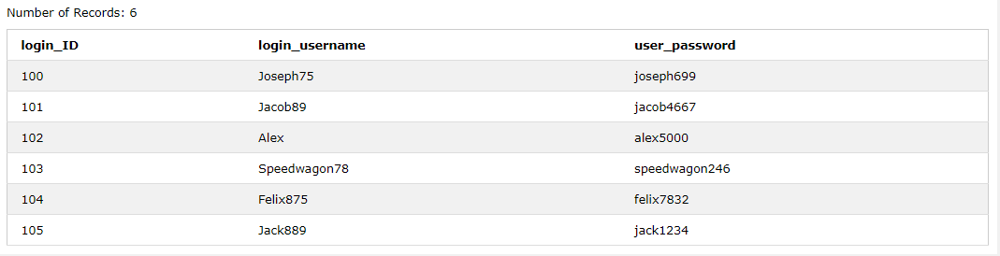 Number of Records: 6
login_ID login_username user_password
100 Joseph75 joseph699
101 Jacob89 jacob4667
102 Alex alex5000
103 Speedwagon78 speedwagon246
104 Felix875 felix7832
105 Jack889 jack1234